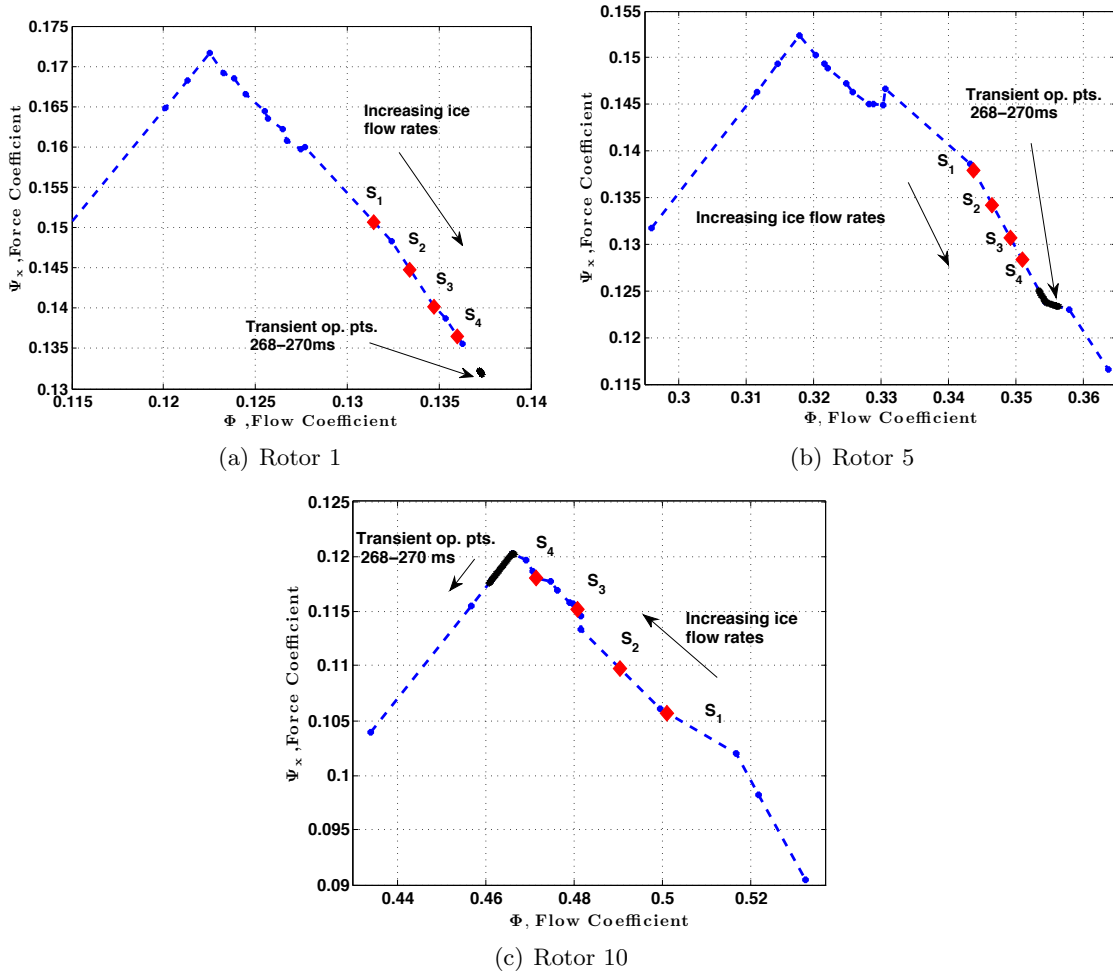 0.175
0.17
0.165
0.16
0.155
0.15
0.145
0.14
0.135
0.13
Ψx ,Force Coefficient
Increasing ice
flow rates
S1
S2
S3
S4
Transient op. pts.
268–270ms
0.115 0.12 0.125 0.13 0.135 0.14
Φ ,Flow Coefficient
(a) Rotor 1
0.155
0.15
0.145
0.14
0.135
0.13
0.125
0.12
0.115
Ψx ,Force Coefficient
Transient op. pts.
268–270ms
S1
S2
S3
S4
Increasing ice flow rates
0.3 0.31 0.32 0.33 0.34 0.35 0.36
Φ, Flow Coefficient
(b) Rotor 5
0.125
0.12
0.115
0.11
0.105
0.1
0.095
0.09
Ψx ,Force Coefficient
Transient op. pts.
268–270 ms
S4
S3
S2
S1
Increasing ice
flow rates
0.44 0.46 0.48 0.5 0.52
Φ, Flow Coefficient
(c) Rotor 10